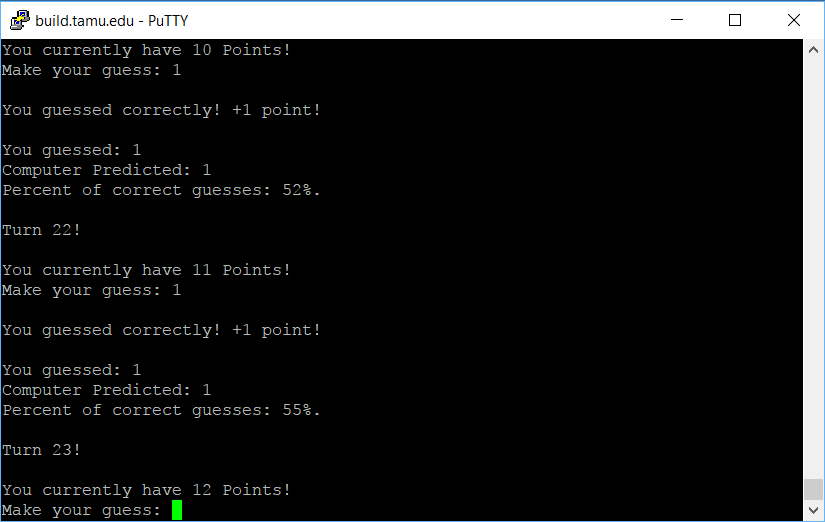 build.tamu.edu - PuTTY
You currently have 10 Points!
Make your guess: 1
You guessed correctly! +1 point!
You guessed: 1
Computer Predicted: 1
Percent of correct guesses: 52%.
Turn 22!
You currently have 11 Points!
Make your guess: 1
You guessed correctly! +1 point!
You guessed: 1
Computer Predicted: 1
Percent of correct guesses: 55%.
Turn 23!
You currently have 12 Points!
Make your guess: